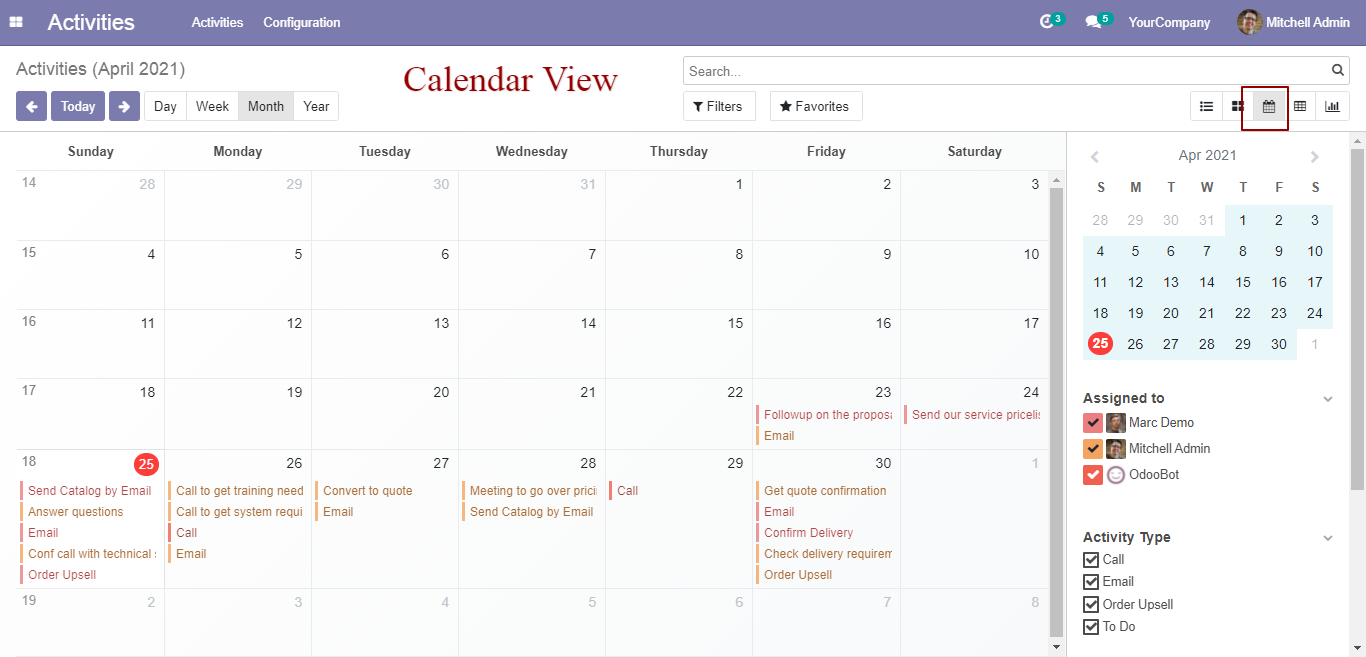 Activities
Activities Configuration
3 5 YourCompany Mitchell Admin
Activities (April 2021)
Calendar View
Search...
Today Day Week Month Year
Filters Favorites
Sunday Monday Tuesday Wednesday Thursday Friday Saturday
14 28 29 30 31 1 2 3
15 4 5 6 7 8 9 10
16 11 12 13 14 15 16 17
17 18 19 20 21 22 23 24
Followup on the proposa Send our service pricelis
Email
18 25 26 27 28 29 30 1
Send Catalog by Email Call to get training need Convert to quote Meeting to go over prici Call Get quote confirmation
Answer questions Call to get system requi Email Send Catalog by Email Email
Email Call Confirm Delivery
Conf call with technical s Email Check delivery requirem
Order Upsell Order Upsell
19 2 3 4 5 6 7 8
Apr 2021
S M T W T F S
28 29 30 31 1 2 3
4 5 6 7 8 9 10
11 12 13 14 15 16 17
18 19 20 21 22 23 24
25 26 27 28 29 30 1
Assigned to
Marc Demo
Mitchell Admin
OdooBot
Activity Type
Call
Email
Order Upsell
To Do